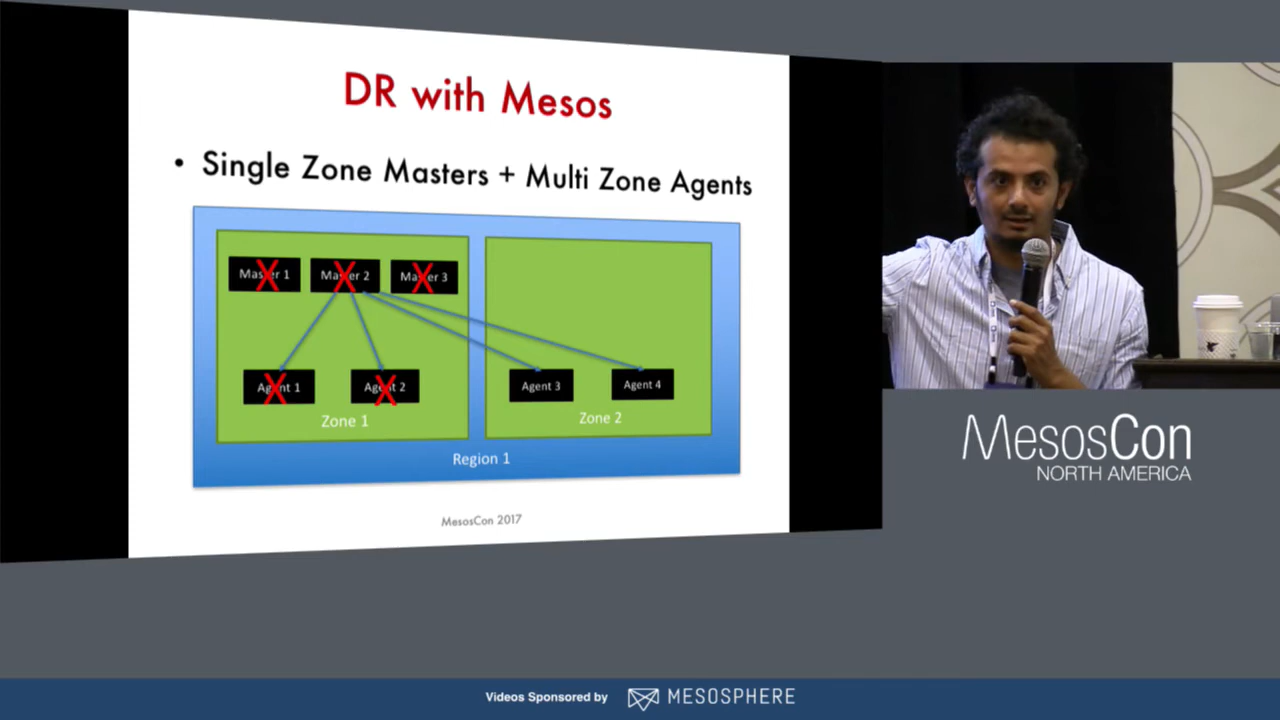 DR with Mesos
• Single Zone Masters + Multi Zone Agents
Master 1
Master 2
Master 3
Agent 1
Agent 2
Agent 3
Agent 4
Zone 1
Zone 2
Region 1
MesosCon 2017
MesosCon
NORTH AMERICA
Videos Sponsored by MESOSPHERE